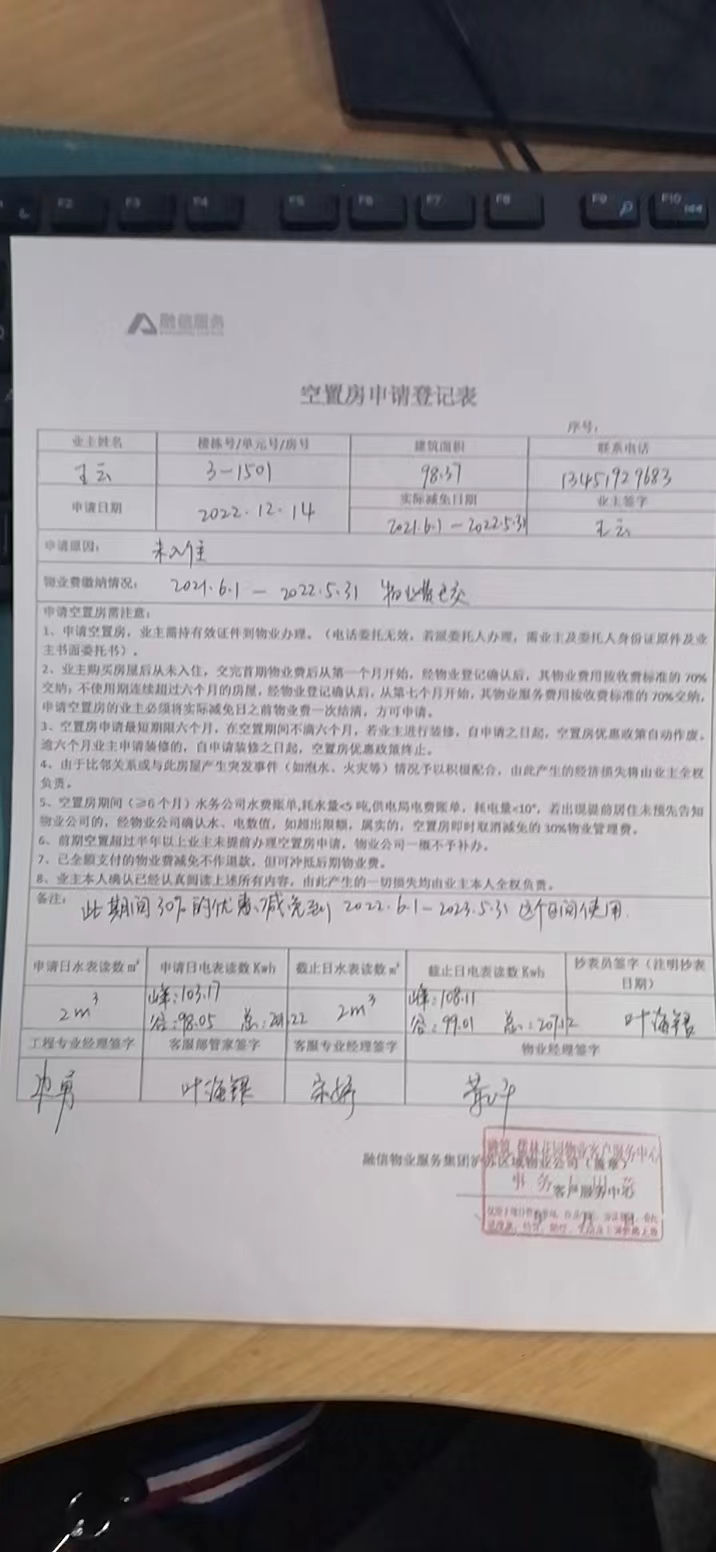 F2 F3 F4 F5 F6 F7 F8 F9 F10
融信服务
空置房申请登记表
序号：
业主姓名 楼栋号/单元号/房号 建筑面积 联系电话
王云 3-1501 98.37 13451929683
申请日期 2022.12.14 实际减免日期 业主签字
2021.6.1-2022.5.31 王云
申请原因： 未入住
物业费缴纳情况： 2021.6.1-2022.5.31 物业费已交
申请空置房需注意：
1、申请空置房，业主需持有效证件到物业办理。（电话委托无效，若派委托人办理，需业主及委托人身份证原件及业
主书面委托书）。
2、业主购买房屋后从未入住，交完首期物业费后从第一个月开始，经物业登记确认后，其物业费用按收费标准的70%
交纳；不使用期连续超过六个月的房屋，经物业登记确认后，从第七个月开始，其物业服务费用按收费标准的70%交纳，
申请空置房的业主必须将实际减免日之前物业费一次结清，方可申请。
3、空置房申请最短期限六个月，在空置期间不满六个月，若业主进行装修，自申请之日起，空置房优惠政策自动作废。
逾六个月业主申请装修的，自申请装修之日起，空置房优惠政策终止。
4、由于比邻关系或与此房屋产生突发事件（如泡水、火灾等）情况予以积极配合，由此产生的经济损失将由业主全权
负责。
5、空置房期间（≥6个月）水务公司水费账单,耗水量<5吨,供电局电费账单，耗电量<10°，若出现提前居住未预先告知
物业公司的，经物业公司确认水、电数值，如超出限额，属实的，空置房即时取消减免的30%物业管理费。
6、前期空置超过半年以上业主未提前办理空置房申请，物业公司一概不予补办。
7、已全额支付的物业费减免不作退款，但可冲抵后期物业费。
8、业主本人确认已经认真阅读上述所有内容，由此产生的一切损失均由业主本人全权负责。
备注： 此期间30%的优惠减免到2022.6.1-2023.5.31这个日间使用.
申请日水表读数m³ 申请日电表读数Kwh 截止日水表读数m³ 截止日电表读数Kwh 抄表员签字（注明抄表
日期）
2m³ 峰:103.17 2m³ 峰:108.11
谷:98.05 总: 谷:99.01 总:207.12 叶海银
工程专业经理签字 客服部管家签字 客服专业经理签字 物业经理签字
叶海银 宋婷
融信物业服务集团沪苏区域物业公司（盖章）
客户服务中心
物业客户服务中心